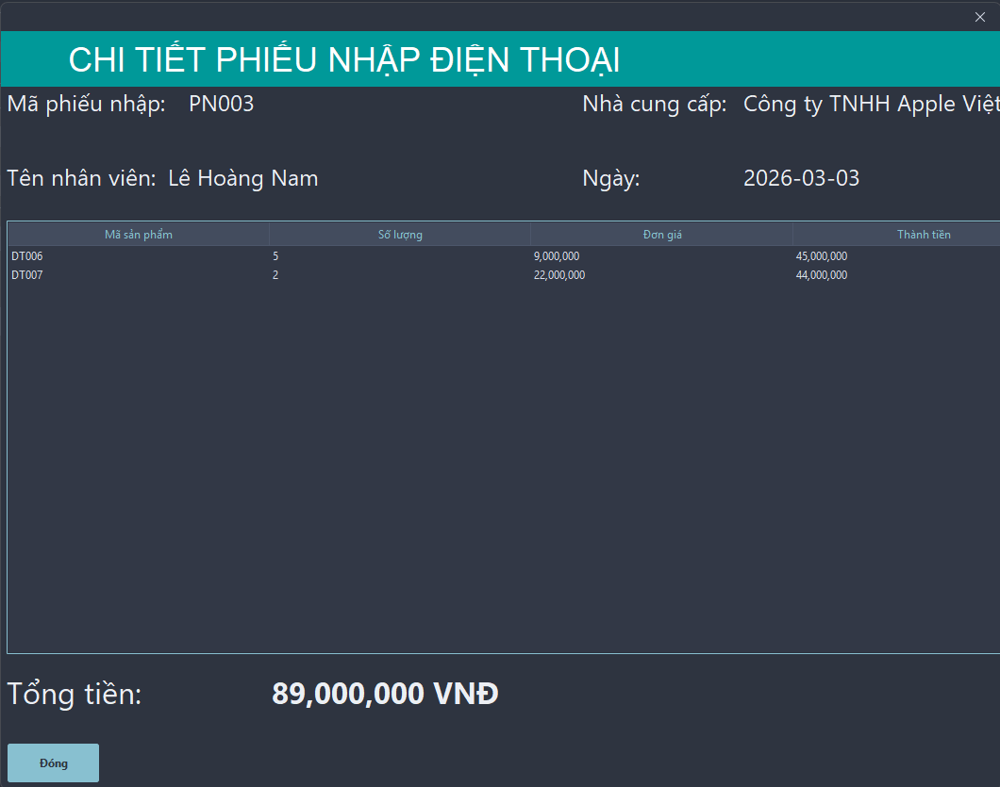 CHI TIẾT PHIẾU NHẬP ĐIỆN THOẠI
Mã phiếu nhập: PN003 Nhà cung cấp: Công ty TNHH Apple Việt
Tên nhân viên: Lê Hoàng Nam Ngày: 2026-03-03
Mã sản phẩm Số lượng Đơn giá Thành tiền
DT006 5 9,000,000 45,000,000
DT007 2 22,000,000 44,000,000
Tổng tiền: 89,000,000 VNĐ
Đóng